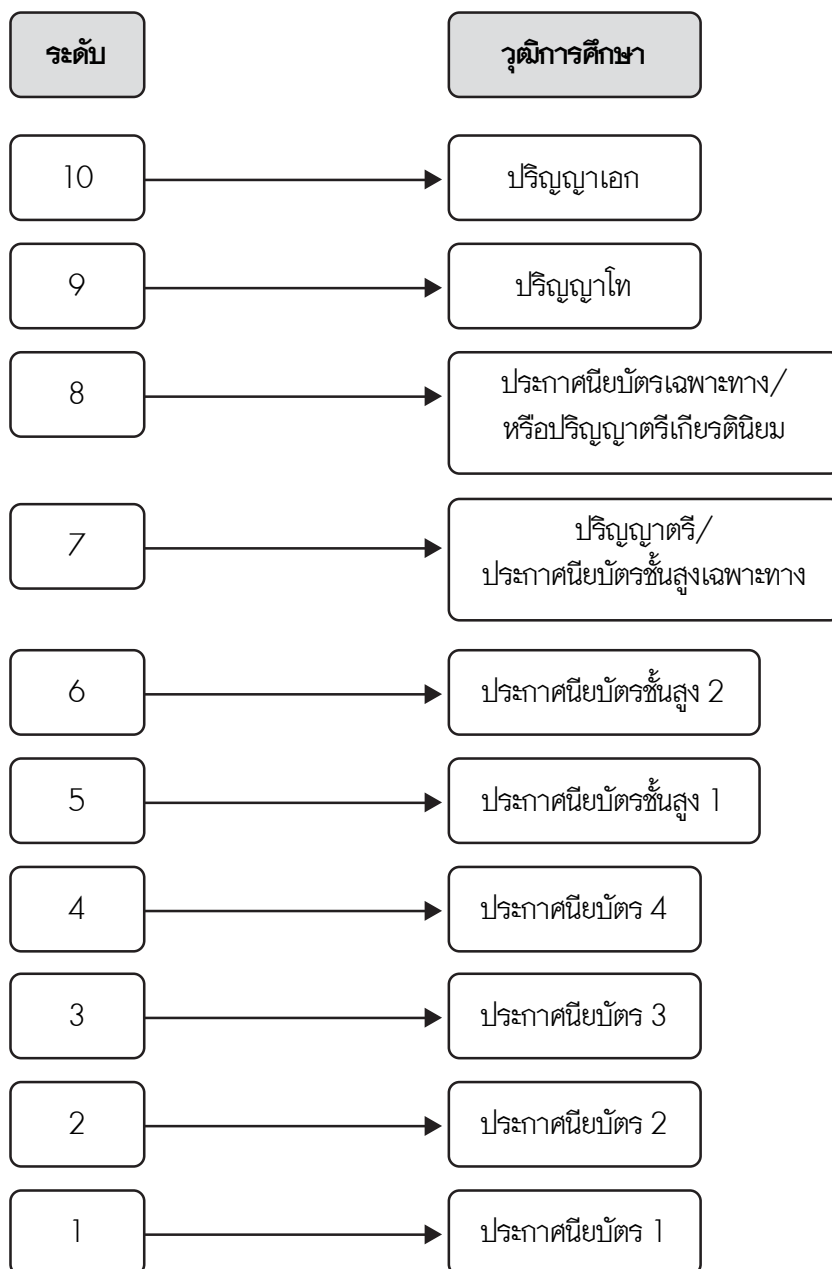 ระดับ วุฒิการศึกษา
10 ปริญญาเอก
9 ปริญญาโท
8 ประกาศนียบัตรเฉพาะทาง/
หรือปริญญาตรีเกียรตินิยม
7 ปริญญาตรี/
ประกาศนียบัตรชั้นสูงเฉพาะทาง
6 ประกาศนียบัตรชั้นสูง 2
5 ประกาศนียบัตรชั้นสูง 1
4 ประกาศนียบัตร 4
3 ประกาศนียบัตร 3
2 ประกาศนียบัตร 2
1 ประกาศนียบัตร 1